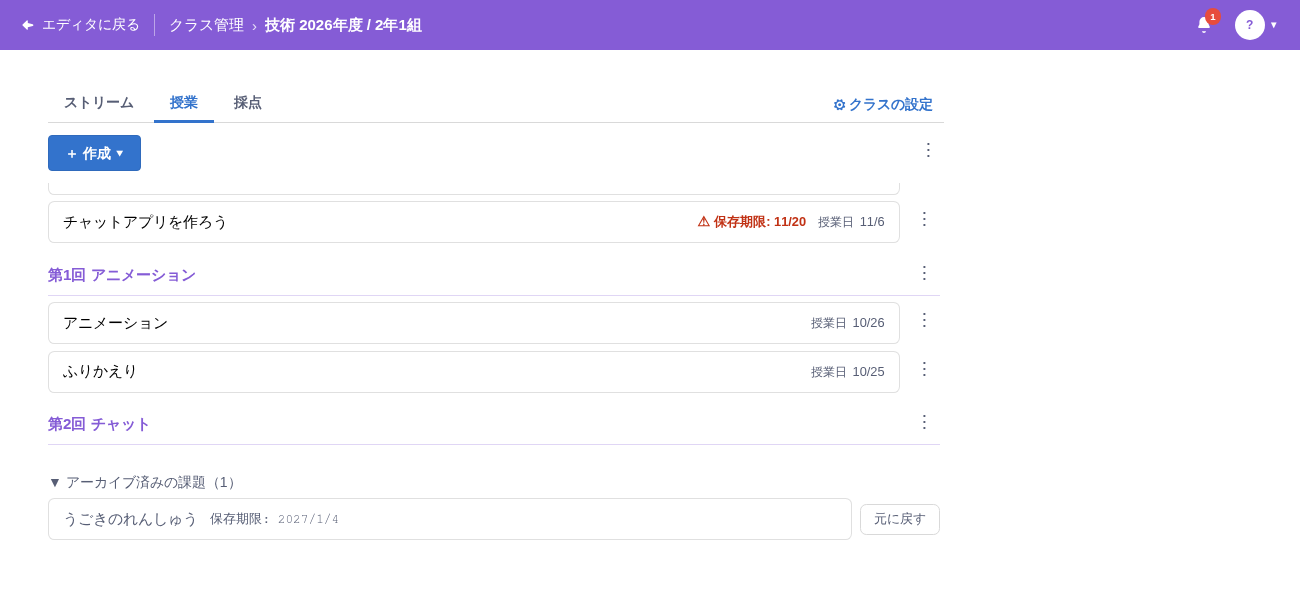 エディタに戻る クラス管理 › 技術 2026年度 / 2年1組 1 ? ▼
ストリーム 授業 採点 クラスの設定
＋ 作成 ▼
チャットアプリを作ろう ⚠ 保存期限: 11/20 授業日 11/6
第1回 アニメーション
アニメーション 授業日 10/26
ふりかえり 授業日 10/25
第2回 チャット
▼ アーカイブ済みの課題（1）
うごきのれんしゅう 保存期限: 2027/1/4 元に戻す